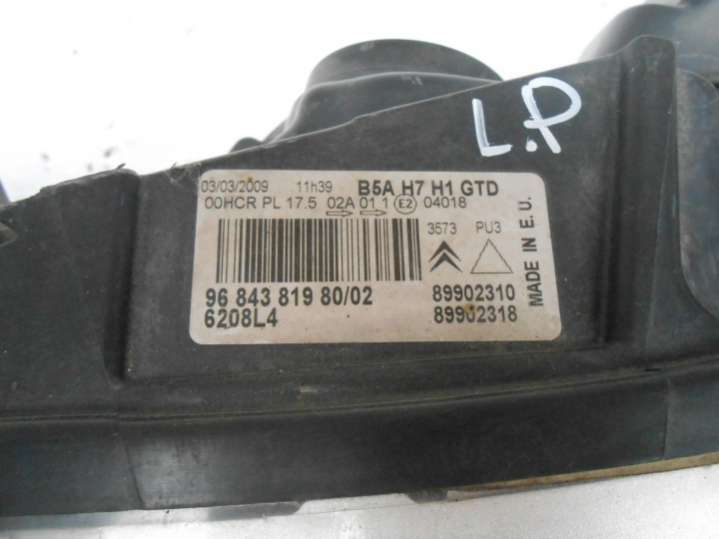 L.P
03/03/2009 11h39 B5A H7 H1 GTD
00HCR PL 17.5 02A 01 1 E2 04018
3573 PU3
MADE IN E.U.
96 843 819 80/02 89902310
6208L4 89902318